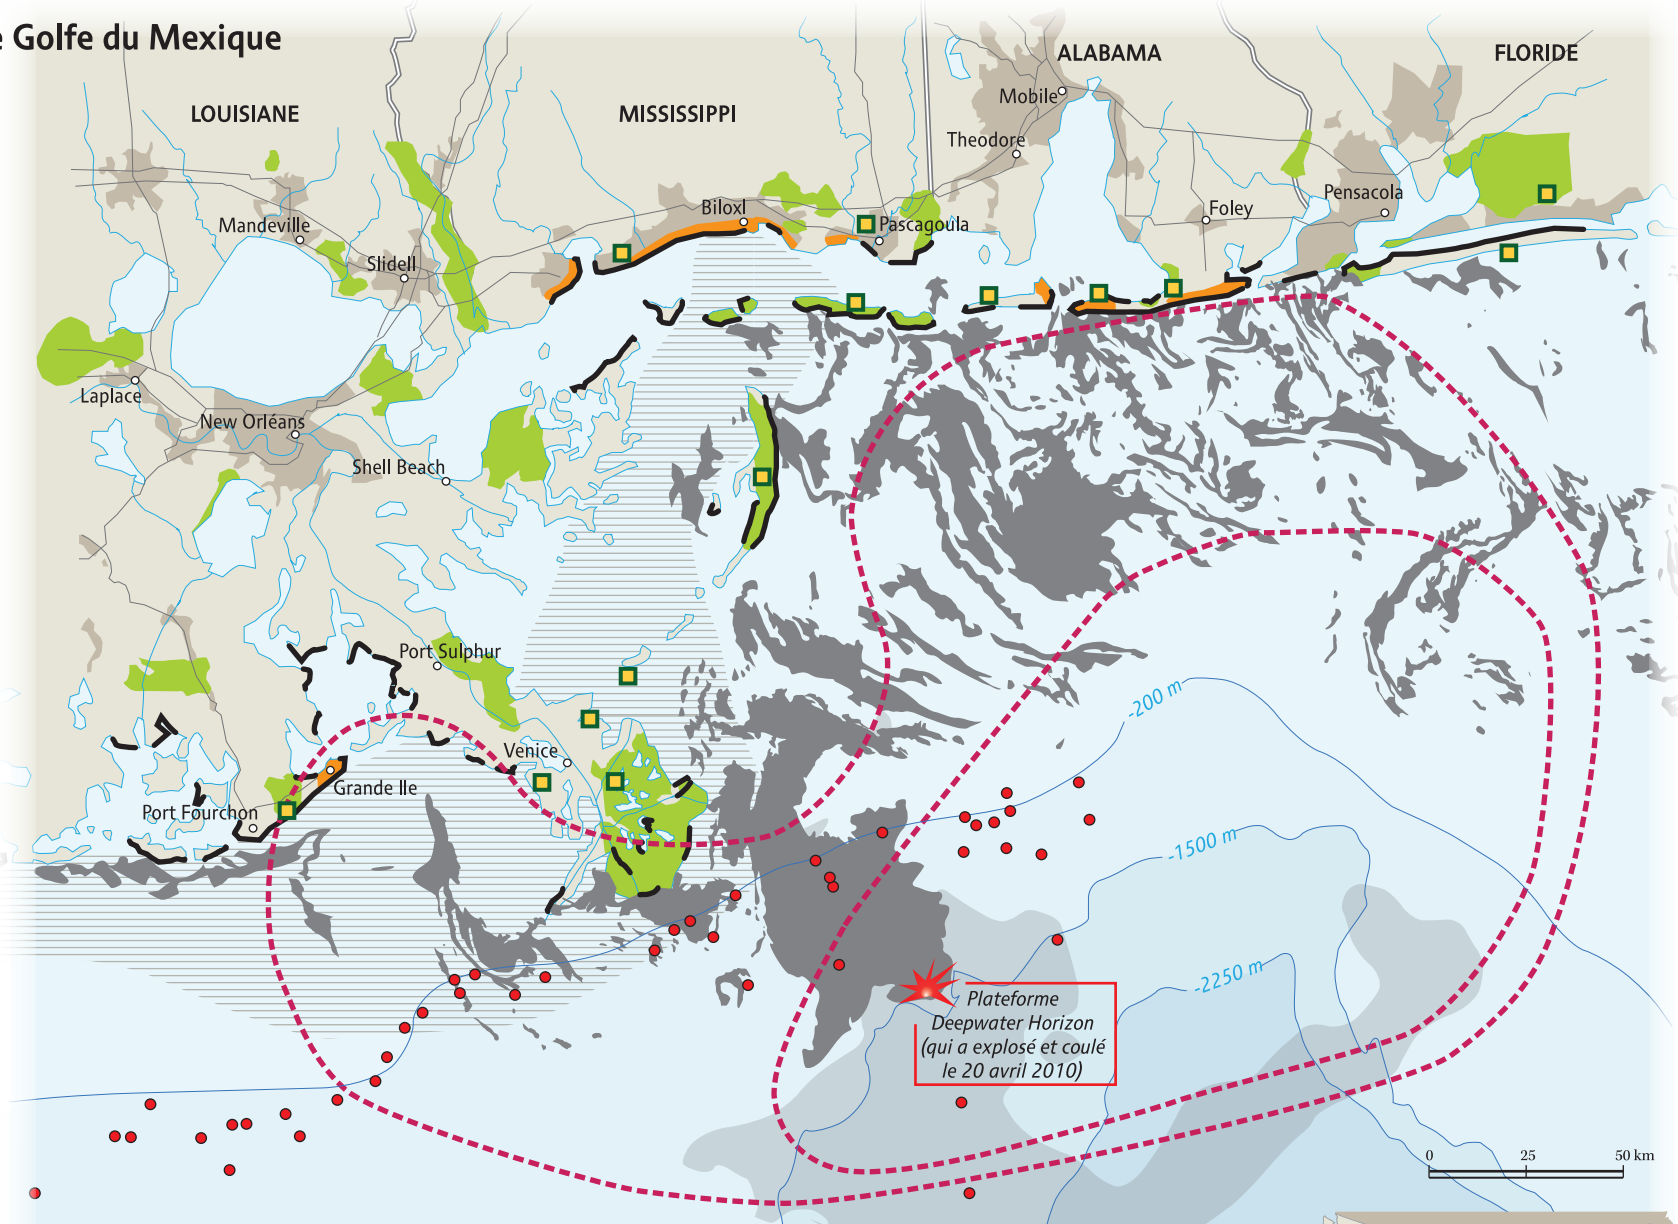 e Golfe du Mexique
LOUISIANE
MISSISSIPPI
ALABAMA
FLORIDE
Mobile
Theodore
Pensacola
Foley
Biloxi
Pascagoula
Mandeville
Slidell
Laplace
New Orléans
Shell Beach
Port Sulphur
Venice
Grande Ile
Port Fourchon
-200 m
-1500 m
-2250 m
Plateforme
Deepwater Horizon
(qui a explosé et coulé
le 20 avril 2010)
0 25 50 km